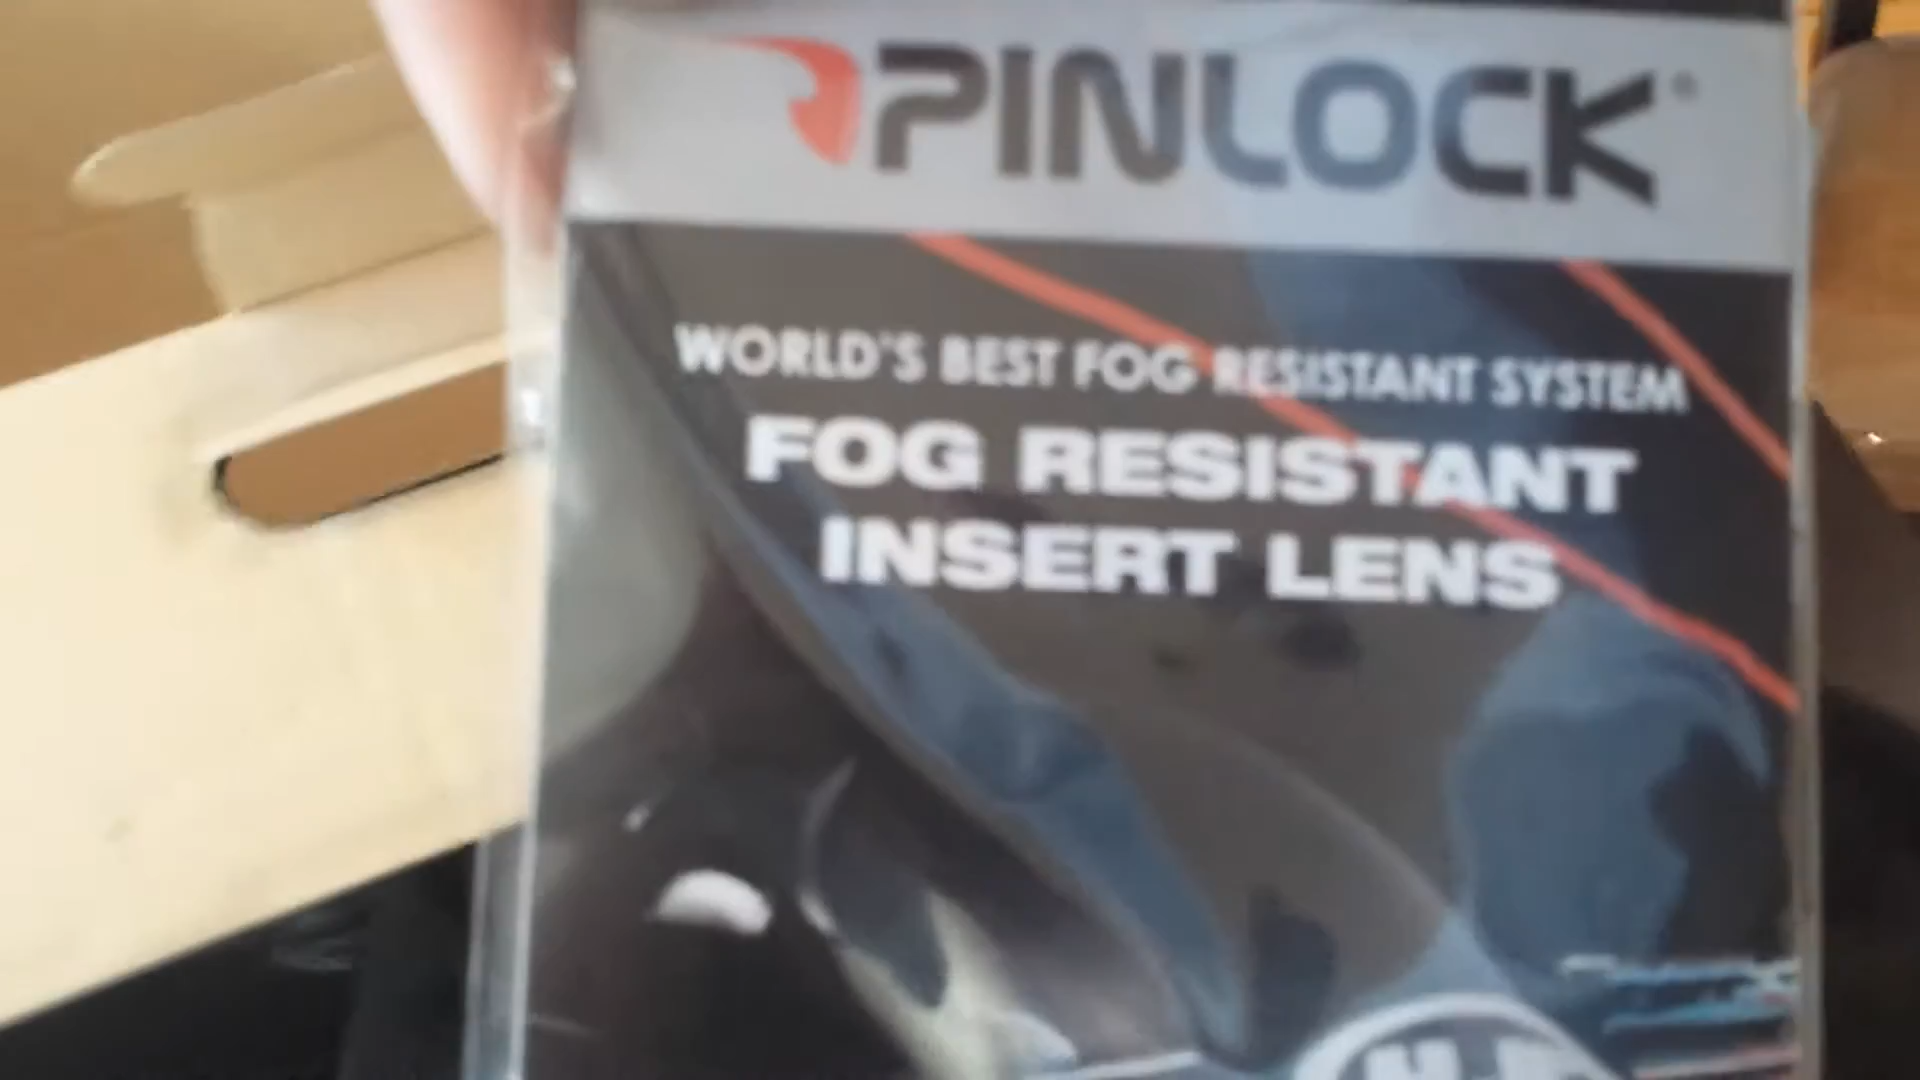 PINLOCK®
WORLD'S BEST FOG RESISTANT SYSTEM
FOG RESISTANT
INSERT LENS